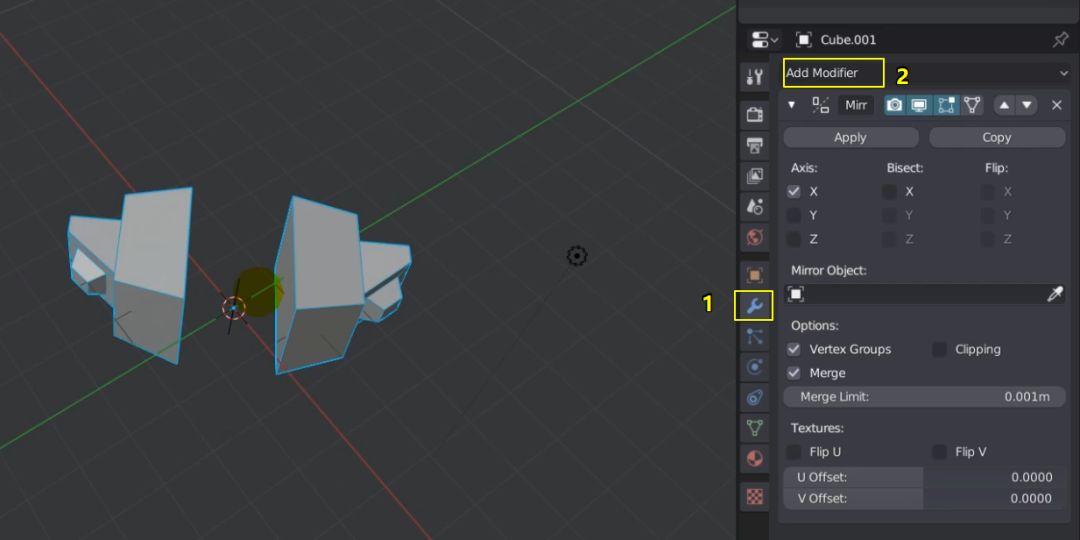 Cube.001
Add Modifier
2
Mirr
Apply Copy
Axis: Bisect: Flip:
X X X
Y Y Y
Z Z Z
Mirror Object:
1
Options:
Vertex Groups Clipping
Merge
Merge Limit: 0.001m
Textures:
Flip U Flip V
U Offset: 0.0000
V Offset: 0.0000